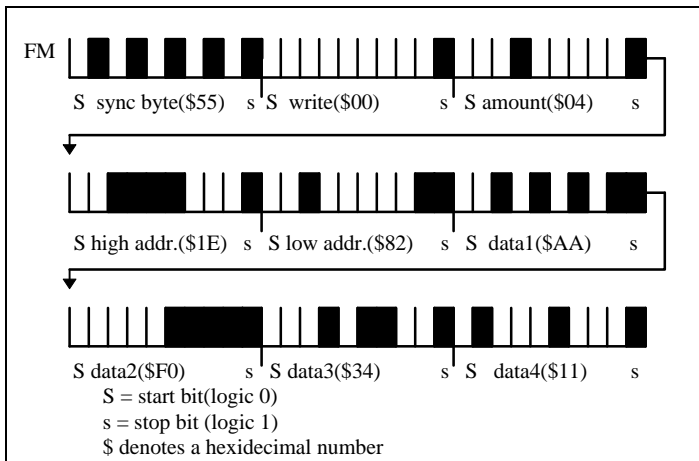 FM
S sync byte($55) s S write($00) s S amount($04) s
S high addr.($1E) s S low addr.($82) s S data1($AA) s
S data2($F0) s S data3($34) s S data4($11) s
S = start bit(logic 0)
s = stop bit (logic 1)
$ denotes a hexidecimal number